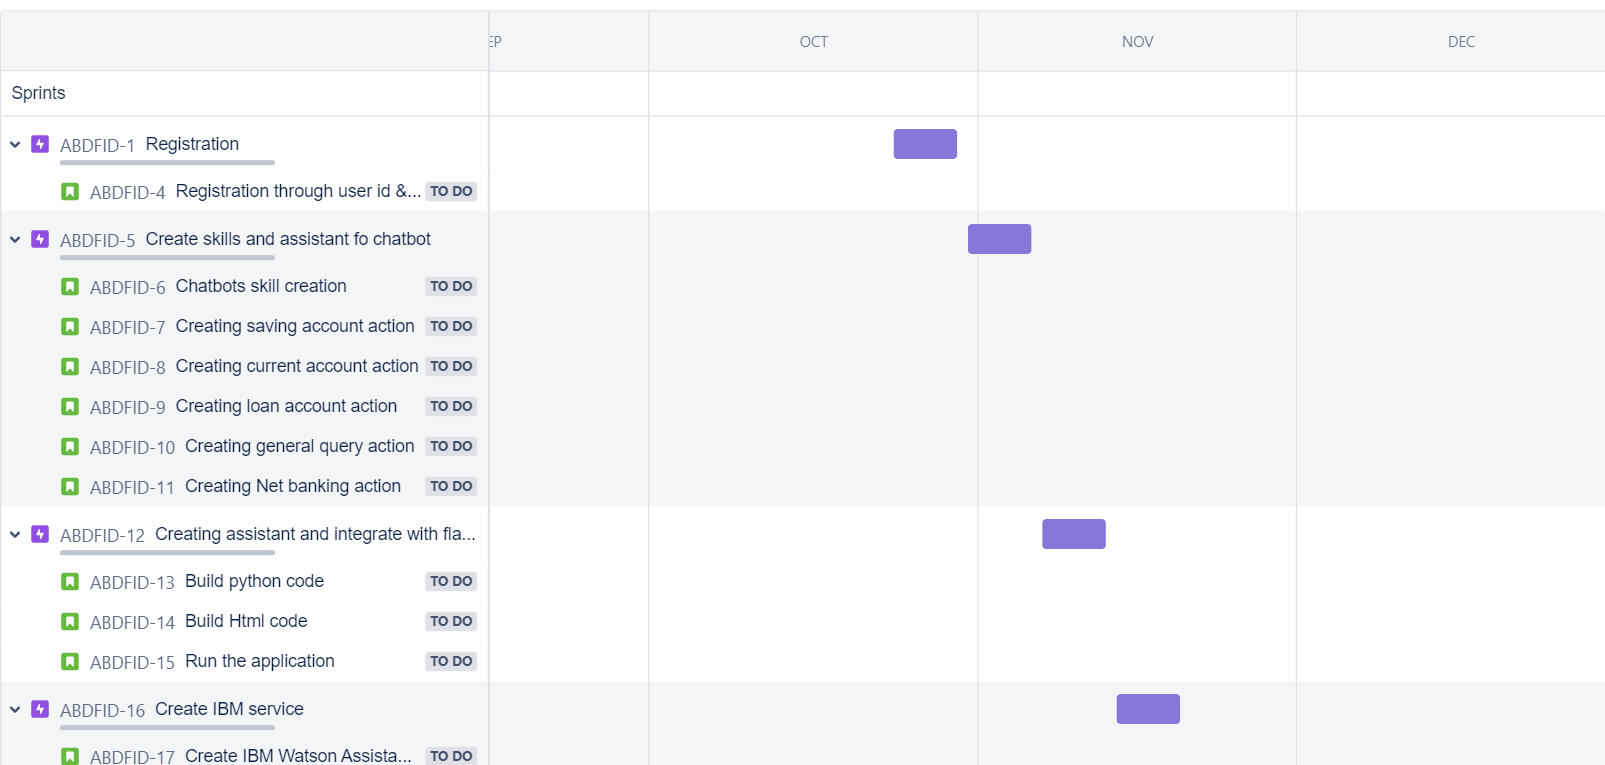 EP OCT NOV DEC
Sprints
ABDFID-1 Registration
ABDFID-4 Registration through user id &... TO DO
ABDFID-5 Create skills and assistant fo chatbot
ABDFID-6 Chatbots skill creation TO DO
ABDFID-7 Creating saving account action TO DO
ABDFID-8 Creating current account action TO DO
ABDFID-9 Creating loan account action TO DO
ABDFID-10 Creating general query action TO DO
ABDFID-11 Creating Net banking action TO DO
ABDFID-12 Creating assistant and integrate with fla...
ABDFID-13 Build python code TO DO
ABDFID-14 Build Html code TO DO
ABDFID-15 Run the application TO DO
ABDFID-16 Create IBM service
ABDFID-17 Create IBM Watson Assista... TO DO